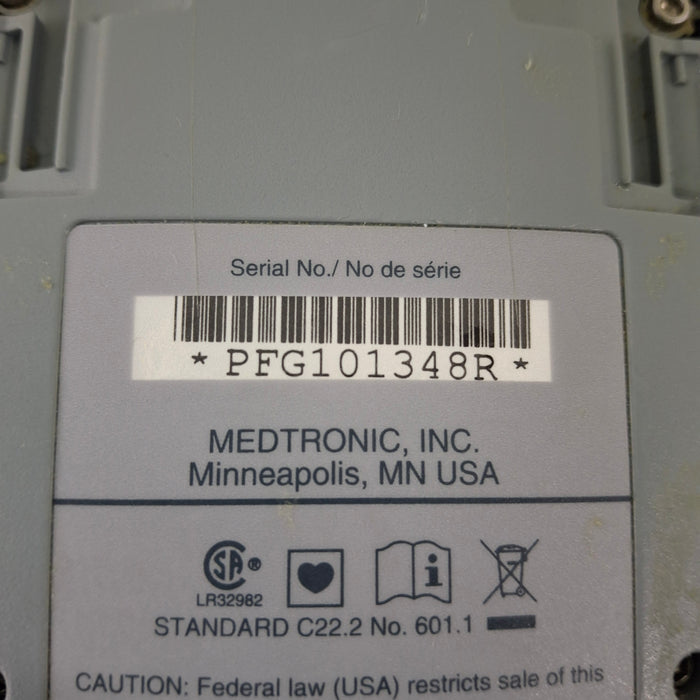 Serial No./ No de série
* PFG101348R *
MEDTRONIC, INC.
Minneapolis, MN USA
SA ®
LR32982
i
STANDARD C22.2 No. 601.1
CAUTION: Federal law (USA) restricts sale of this